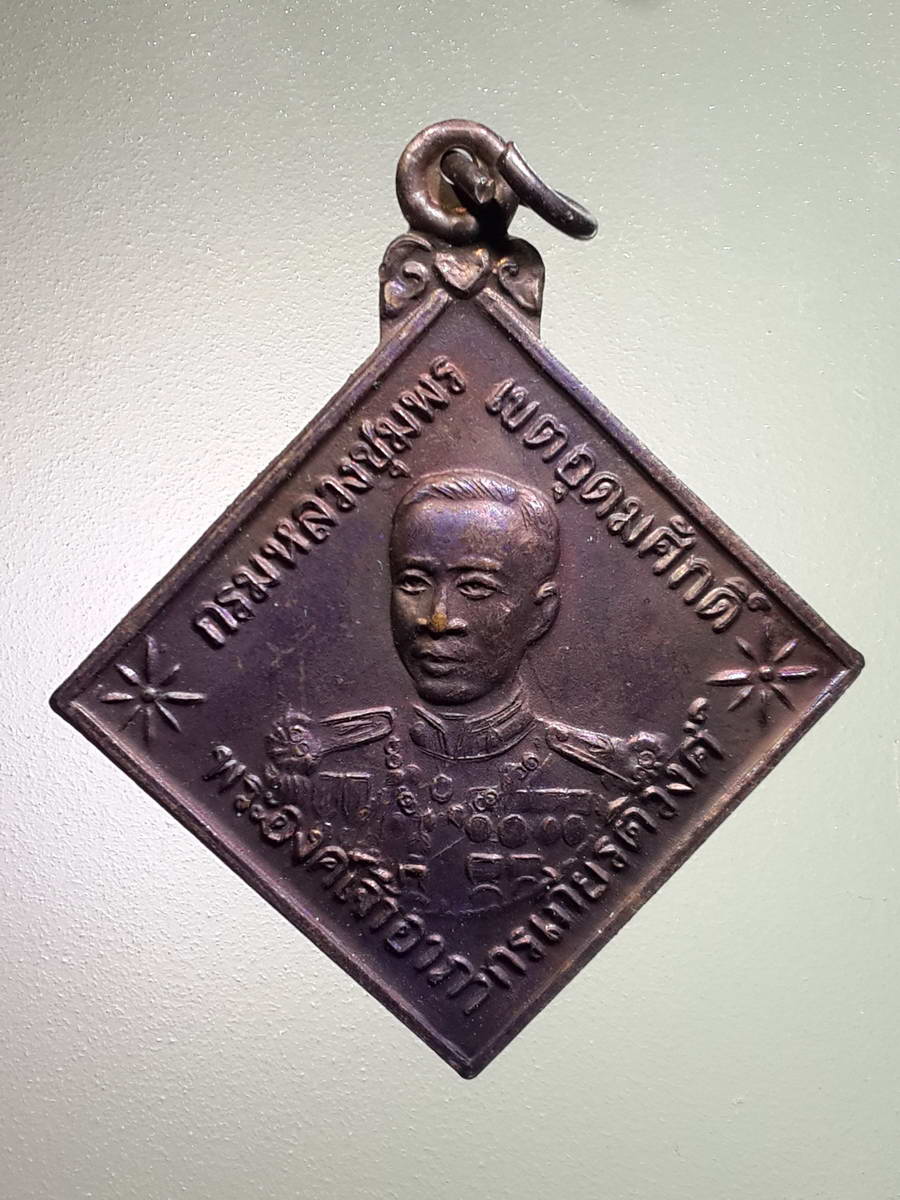 กรมหลวงชุมพร
เขตอุดมศักดิ์
พระองค์เจ้าอาภา
กรเกียรติวงศ์